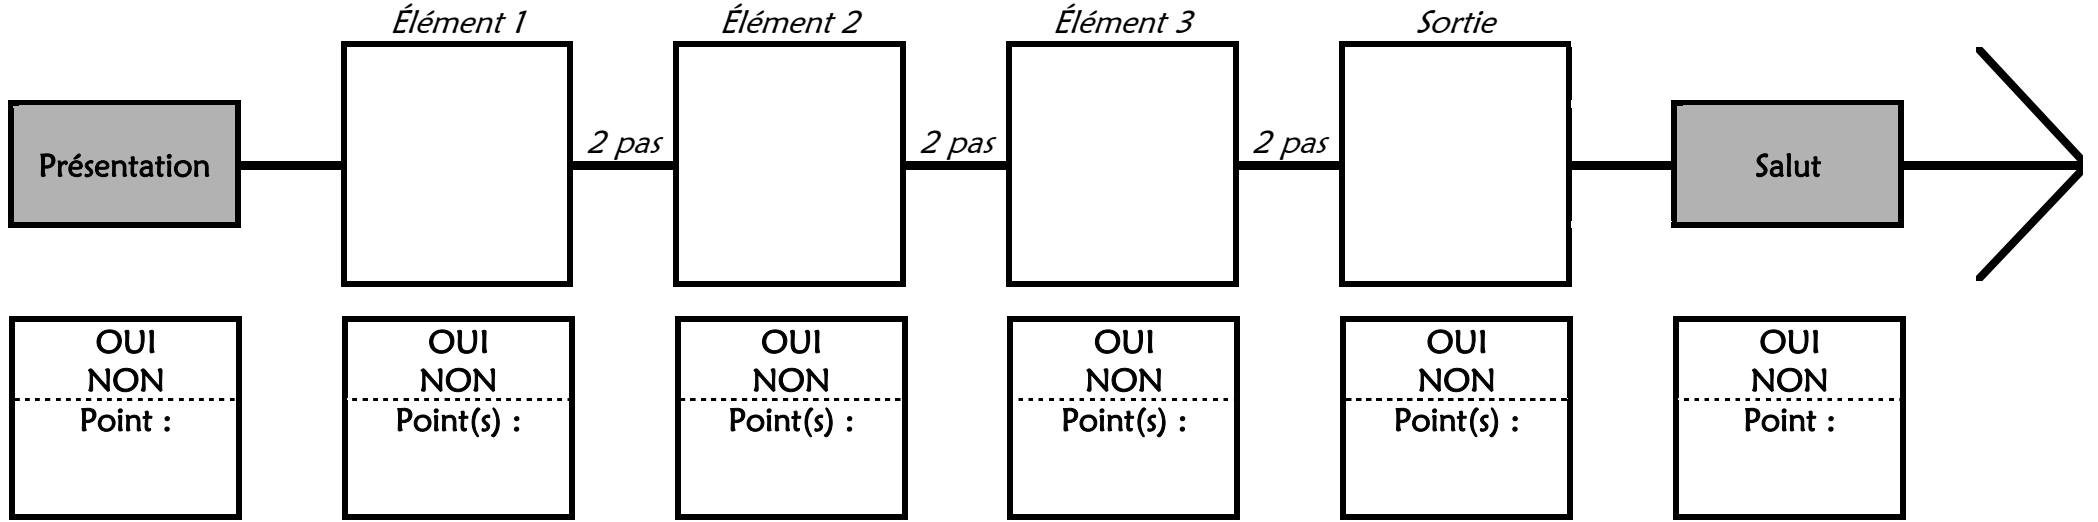 Élément 1
Élément 2
Élément 3
Sortie
2 pas
2 pas
2 pas
Présentation
Salut
OUI
NON
Point :
OUI
NON
Point(s) :
OUI
NON
Point(s) :
OUI
NON
Point(s) :
OUI
NON
Point(s) :
OUI
NON
Point :